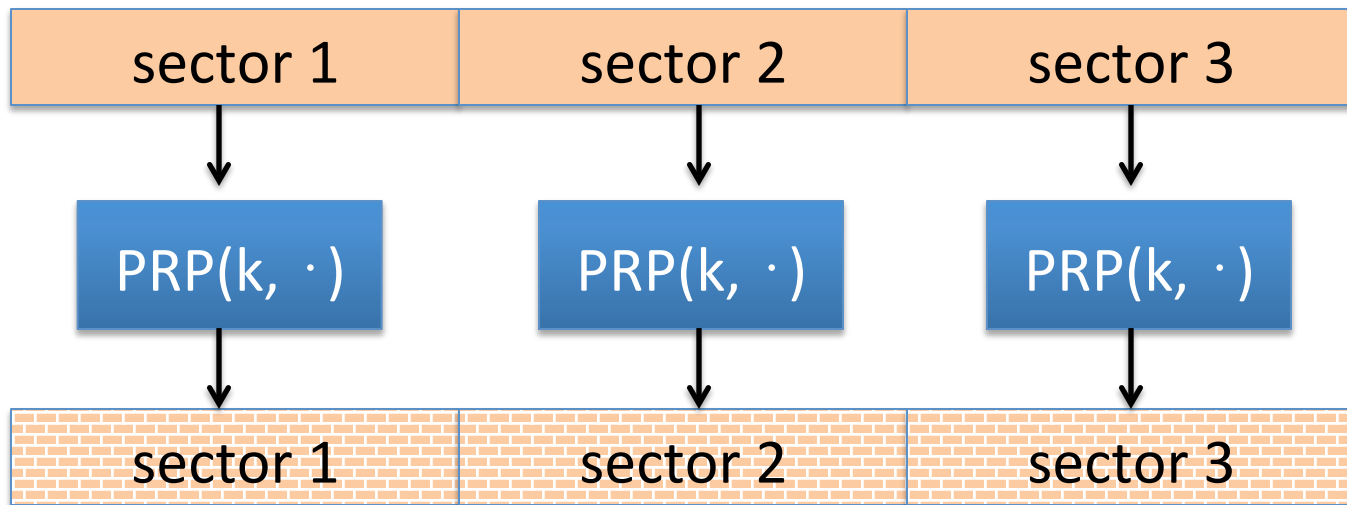 sector 1 sector 2 sector 3
PRP(k, ·) PRP(k, ·) PRP(k, ·)
sector 1 sector 2 sector 3